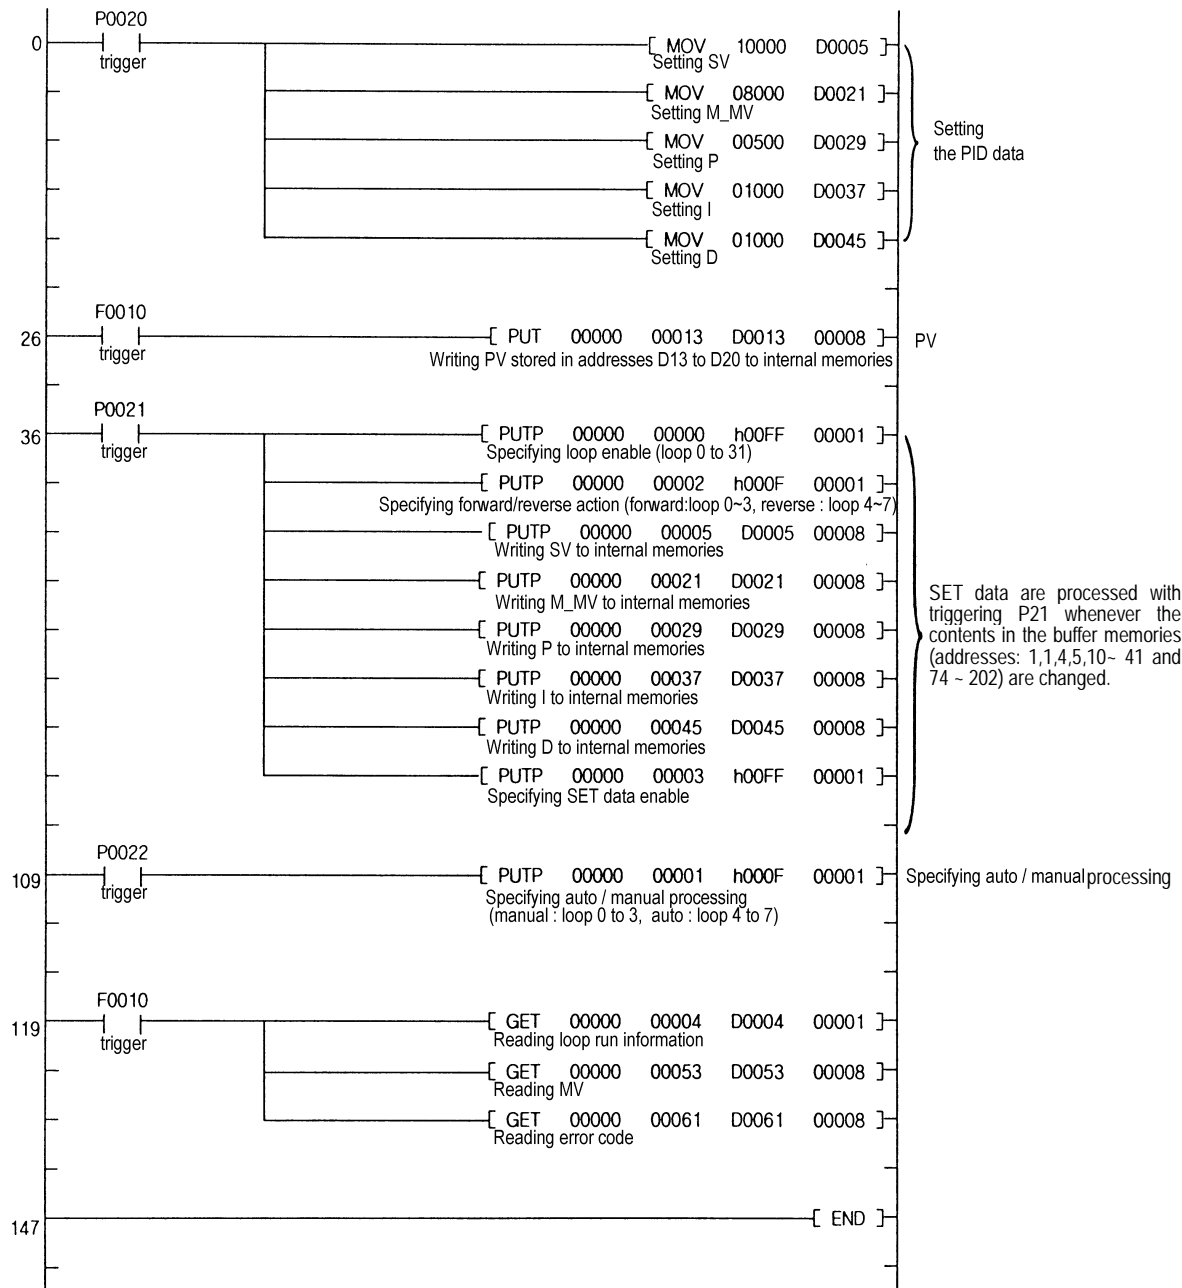 P0020
0 [ MOV 10000 D0005 ]
trigger Setting SV
[ MOV 08000 D0021 ]
Setting M_MV
[ MOV 00500 D0029 ]
Setting P
[ MOV 01000 D0037 ]
Setting I
[ MOV 01000 D0045 ]
Setting D
Setting
the PID data
F0010
26 [ PUT 00000 00013 D0013 00008 ] PV
trigger
Writing PV stored in addresses D13 to D20 to internal memories
P0021
36 [ PUTP 00000 00000 h00FF 00001 ]
trigger Specifying loop enable (loop 0 to 31)
[ PUTP 00000 00002 h000F 00001 ]
Specifying forward/reverse action (forward:loop 0~3, reverse : loop 4~7)
[ PUTP 00000 00005 D0005 00008 ]
Writing SV to internal memories
[ PUTP 00000 00021 D0021 00008 ]
Writing M_MV to internal memories
[ PUTP 00000 00029 D0029 00008 ]
Writing P to internal memories
[ PUTP 00000 00037 D0037 00008 ]
Writing I to internal memories
[ PUTP 00000 00045 D0045 00008 ]
Writing D to internal memories
[ PUTP 00000 00003 h00FF 00001 ]
Specifying SET data enable
SET data are processed with
triggering P21 whenever the
contents in the buffer memories
(addresses: 1,1,4,5,10~ 41 and
74 ~ 202) are changed.
P0022
109 [ PUTP 00000 00001 h000F 00001 ] Specifying auto / manual processing
trigger Specifying auto / manual processing
(manual : loop 0 to 3, auto : loop 4 to 7)
F0010
119 [ GET 00000 00004 D0004 00001 ]
trigger Reading loop run information
[ GET 00000 00053 D0053 00008 ]
Reading MV
[ GET 00000 00061 D0061 00008 ]
Reading error code
147 [ END ]